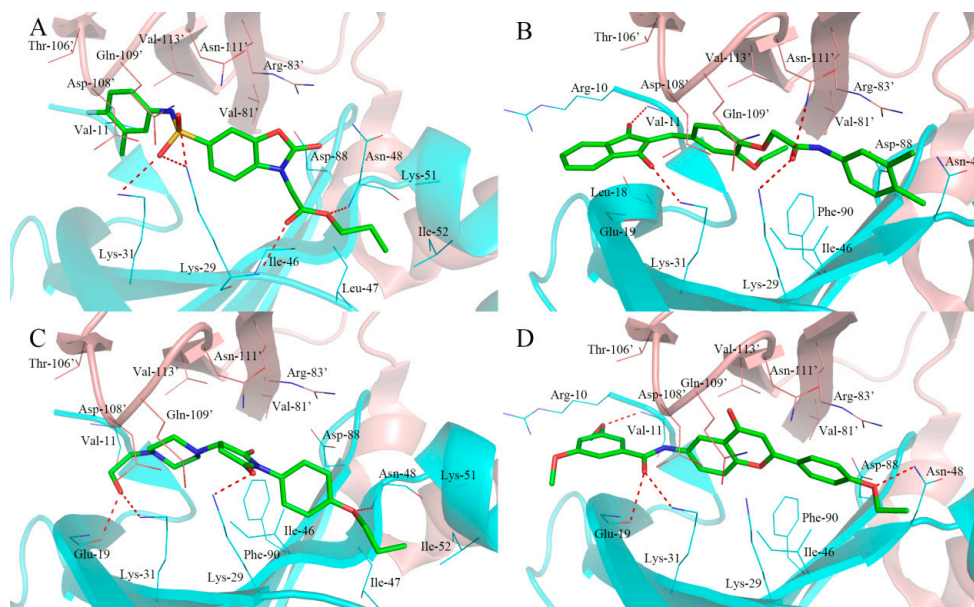 A
Thr-106'
Val-113'
Asn-111'
Gln-109'
Arg-83'
Asp-108'
Val-81'
Val-11
Asp-88
Asn-48
Lys-51
Lys-31
Lys-29
Ile-46
Ile-52
Leu-47
B
Thr-106'
Val-113'
Asn-111'
Asp-108'
Arg-83'
Arg-10
Val-11
Gln-109'
Val-81'
Asp-88
Asn-4
Leu-18
Glu-19
Phe-90
Lys-31
Ile-46
Lys-29
C
Thr-106'
Val-113'
Asn-111'
Arg-83'
Asp-108'
Gln-109'
Val-81'
Val-11
Asp-88
Asn-48
Lys-51
Glu-19
Ile-46
Phe-90
Ile-52
Lys-31
Lys-29
Ile-47
D
Thr-106'
Val-113'
Asn-111'
Asp-108'
Gln-109'
Arg-83'
Arg-10
Val-11
Val-81'
Asp-88
Asn-48
Glu-19
Phe-90
Lys-31
Ile-46
Lys-29